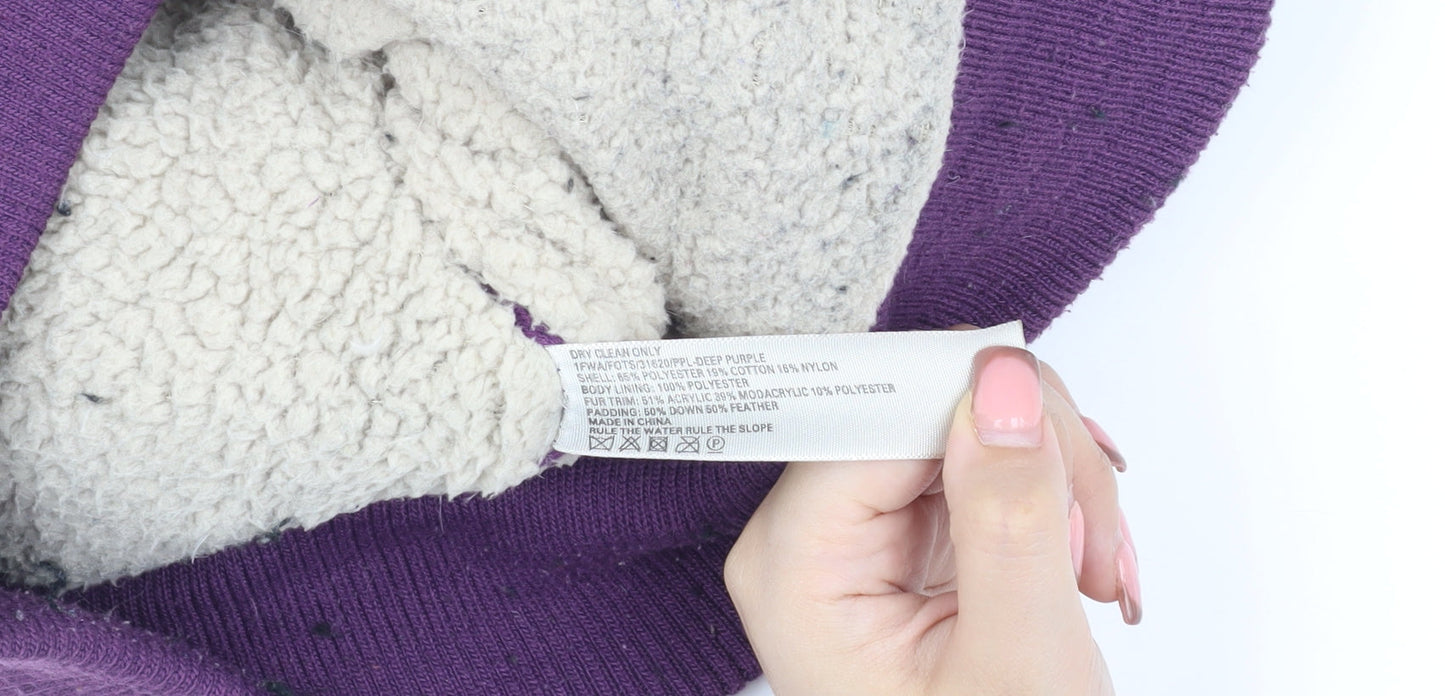 DRY CLEAN ONLY
1FWA/FOTS/31620/PPL-DEEP PURPLE
SHELL: 65% POLYESTER 19% COTTON 16% NYLON
BODY LINING: 100% POLYESTER
FUR TRIM: 51% ACRYLIC 39% MODACRYLIC 10% POLYESTER
PADDING: 50% DOWN 50% FEATHER
MADE IN CHINA
RULE THE WATER RULE THE SLOPE
P